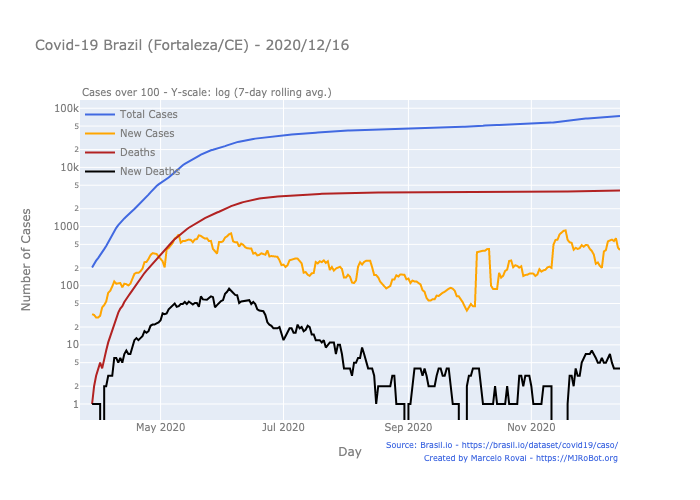 Covid-19 Brazil (Fortaleza/CE) - 2020/12/16
Cases over 100 - Y-scale: log (7-day rolling avg.)
Total Cases
New Cases
Deaths
New Deaths
100k
5
2
10k
5
2
1000
5
2
100
5
2
10
5
2
1
Number of Cases
May 2020
Jul 2020
Sep 2020
Nov 2020
Day
Source: Brasil.io - https://brasil.io/dataset/covid19/caso/
Created by Marcelo Rovai - https://MJRoBot.org